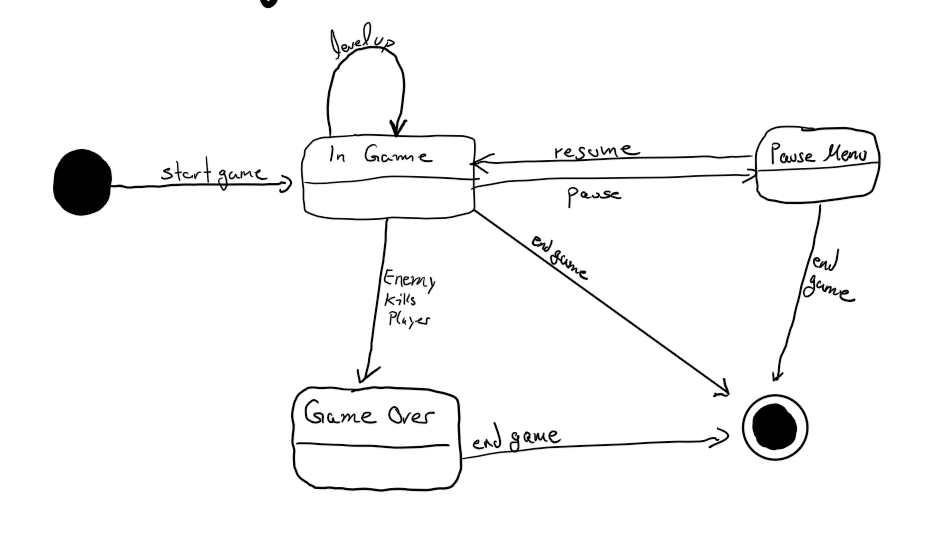 level up
In Game
resume
Pause Menu
start game
pause
end game
end
game
Enemy
Kills
Player
Game Over
end game